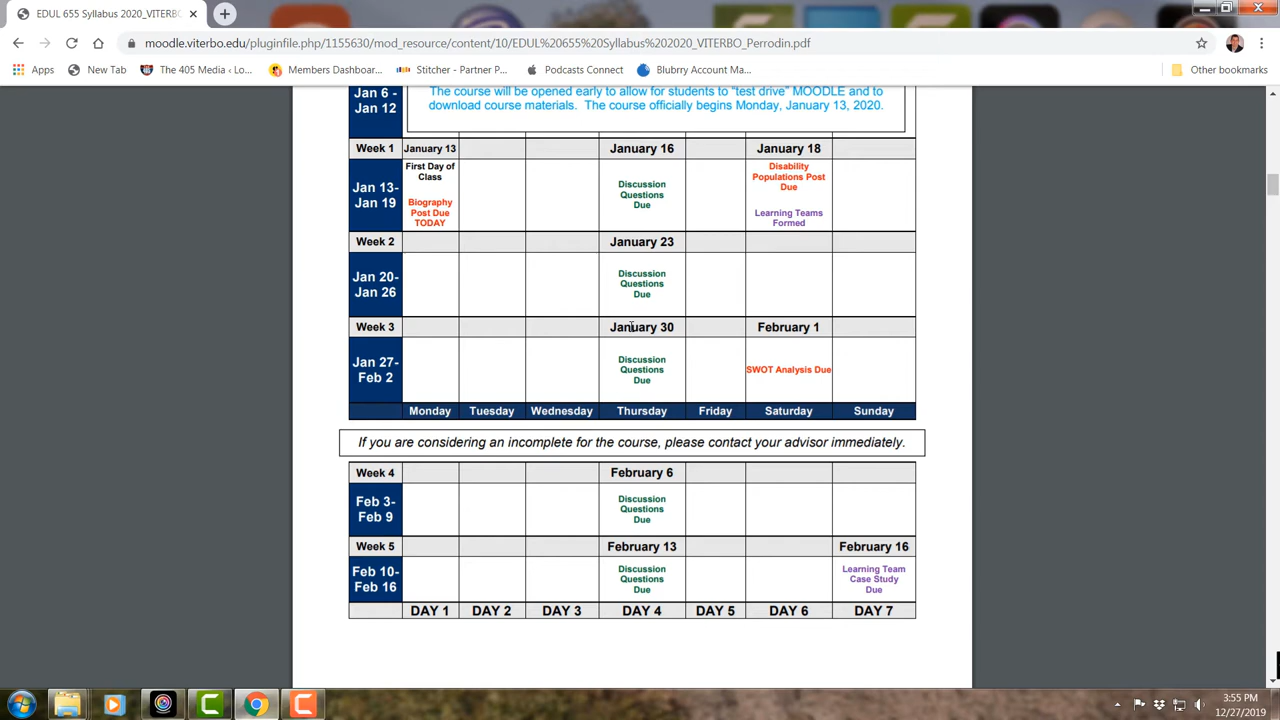 EDUL 655 Syllabus 2020_VITERBO
moodle.viterbo.edu/pluginfile.php/1155630/mod_resource/content/10/EDUL%20655%20Syllabus%202020_VITERBO_Perrodin.pdf
Apps New Tab The 405 Media ‹ Lo... Members Dashboar... Stitcher - Partner P... Podcasts Connect Blubrry Account Ma... Other bookmarks
Jan 6 -
Jan 12
The course will be opened early to allow for students to "test drive" MOODLE and to
download course materials. The course officially begins Monday, January 13, 2020.
Week 1 January 13 January 16 January 18
Jan 13-
Jan 19
First Day of
Class
Biography
Post Due
TODAY
Discussion
Questions
Due
Disability
Populations Post
Due
Learning Teams
Formed
Week 2 January 23
Jan 20-
Jan 26
Discussion
Questions
Due
Week 3 January 30 February 1
Jan 27-
Feb 2
Discussion
Questions
Due
SWOT Analysis Due
Monday Tuesday Wednesday Thursday Friday Saturday Sunday
If you are considering an incomplete for the course, please contact your advisor immediately.
Week 4 February 6
Feb 3-
Feb 9
Discussion
Questions
Due
Week 5 February 13 February 16
Feb 10-
Feb 16
Discussion
Questions
Due
Learning Team
Case Study
Due
DAY 1 DAY 2 DAY 3 DAY 4 DAY 5 DAY 6 DAY 7
3:55 PM
12/27/2019